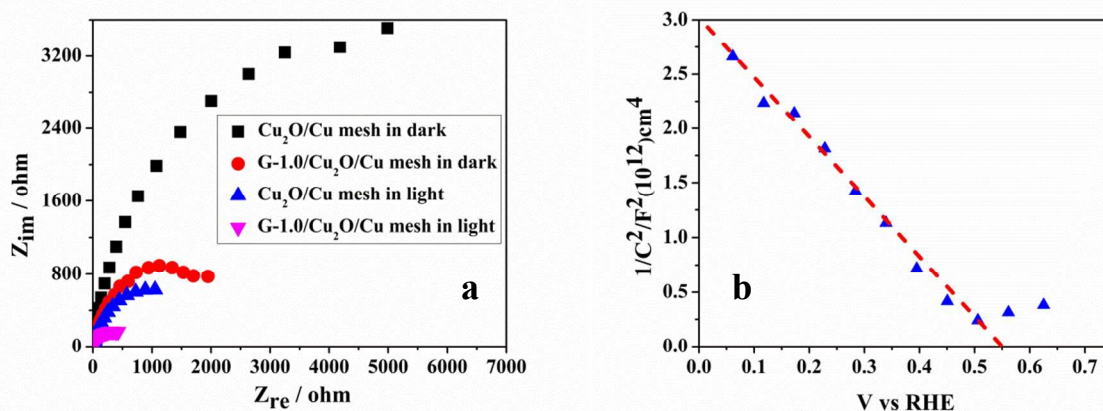 3200
2400
1600
800
0
0 1000 2000 3000 4000 5000 6000 7000
Z_im / ohm
Z_re / ohm
Cu₂O/Cu mesh in dark
G-1.0/Cu₂O/Cu mesh in dark
Cu₂O/Cu mesh in light
G-1.0/Cu₂O/Cu mesh in light
a
3.0
2.5
2.0
1.5
1.0
0.5
0.0
0.0 0.1 0.2 0.3 0.4 0.5 0.6 0.7
1/C²/F²(10¹²)cm⁴
V vs RHE
b